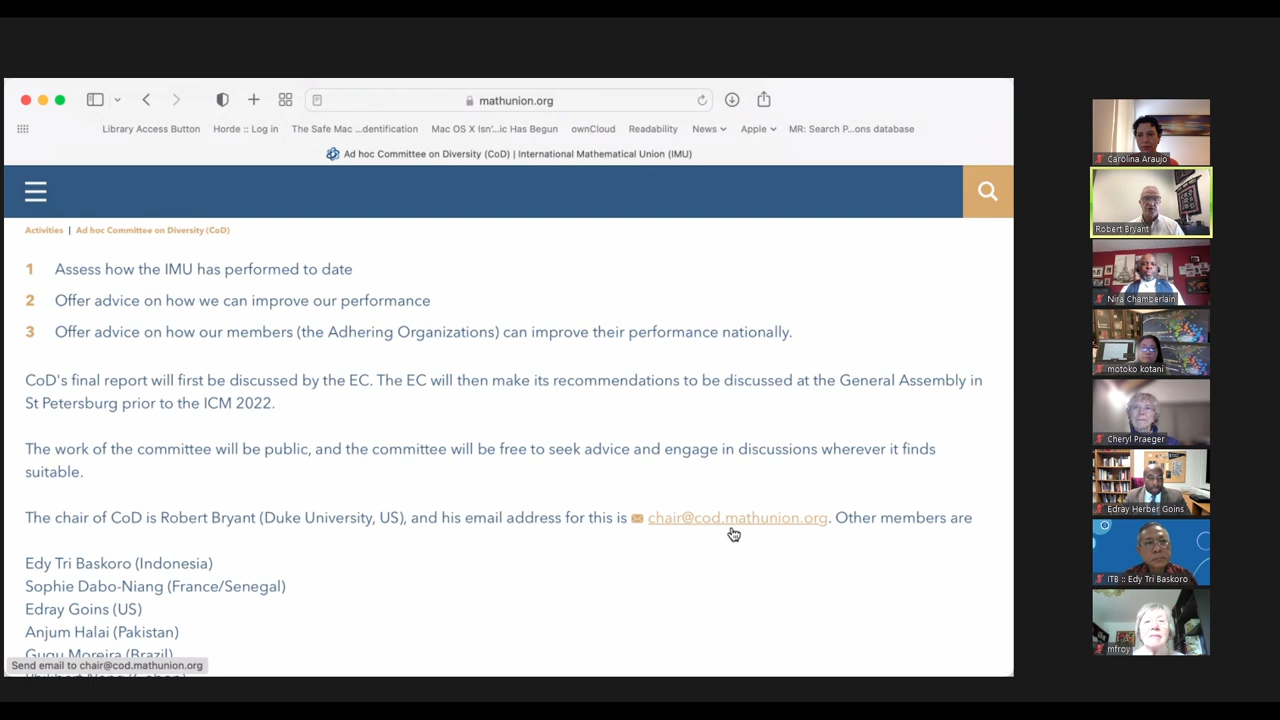 mathunion.org
Library Access Button
Horde :: Log in
The Safe Mac ...dentification
Mac OS X Isn'...ic Has Begun
ownCloud
Readability
News
Apple
MR: Search P...ons database
Ad hoc Committee on Diversity (CoD) | International Mathematical Union (IMU)
Activities | Ad hoc Committee on Diversity (CoD)
1 Assess how the IMU has performed to date
2 Offer advice on how we can improve our performance
3 Offer advice on how our members (the Adhering Organizations) can improve their performance nationally.
CoD's final report will first be discussed by the EC. The EC will then make its recommendations to be discussed at the General Assembly in
St Petersburg prior to the ICM 2022.
The work of the committee will be public, and the committee will be free to seek advice and engage in discussions wherever it finds
suitable.
The chair of CoD is Robert Bryant (Duke University, US), and his email address for this is chair@cod.mathunion.org. Other members are
Edy Tri Baskoro (Indonesia)
Sophie Dabo-Niang (France/Senegal)
Edray Goins (US)
Anjum Halai (Pakistan)
Gugu Moreira (Brazil)
Send email to chair@cod.mathunion.org
Carolina Araujo
Robert Bryant
Nira Chamberlain
motoko kotani
Cheryl Praeger
Edray Herber Goins
ITB :: Edy Tri Baskoro
mfroy